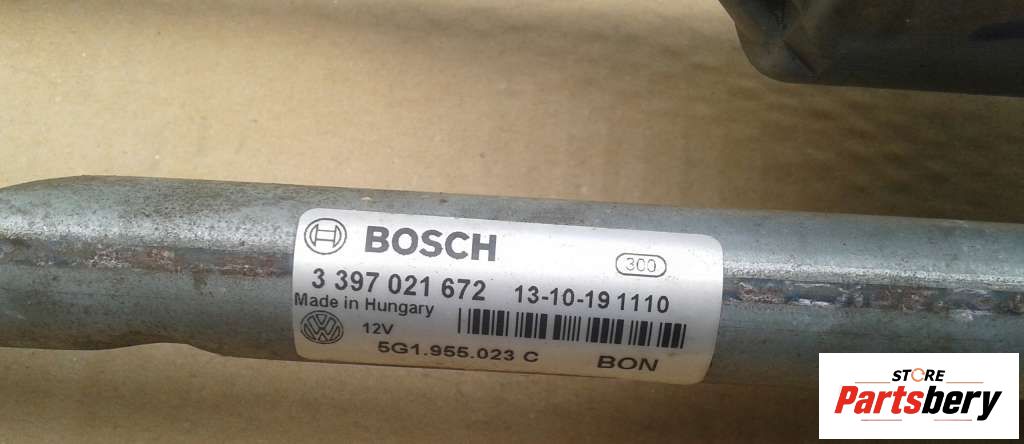 BOSCH
300
3 397 021 672 13-10-19 1110
Made in Hungary
12V
5G1.955.023 C BON
STORE
Partsbery